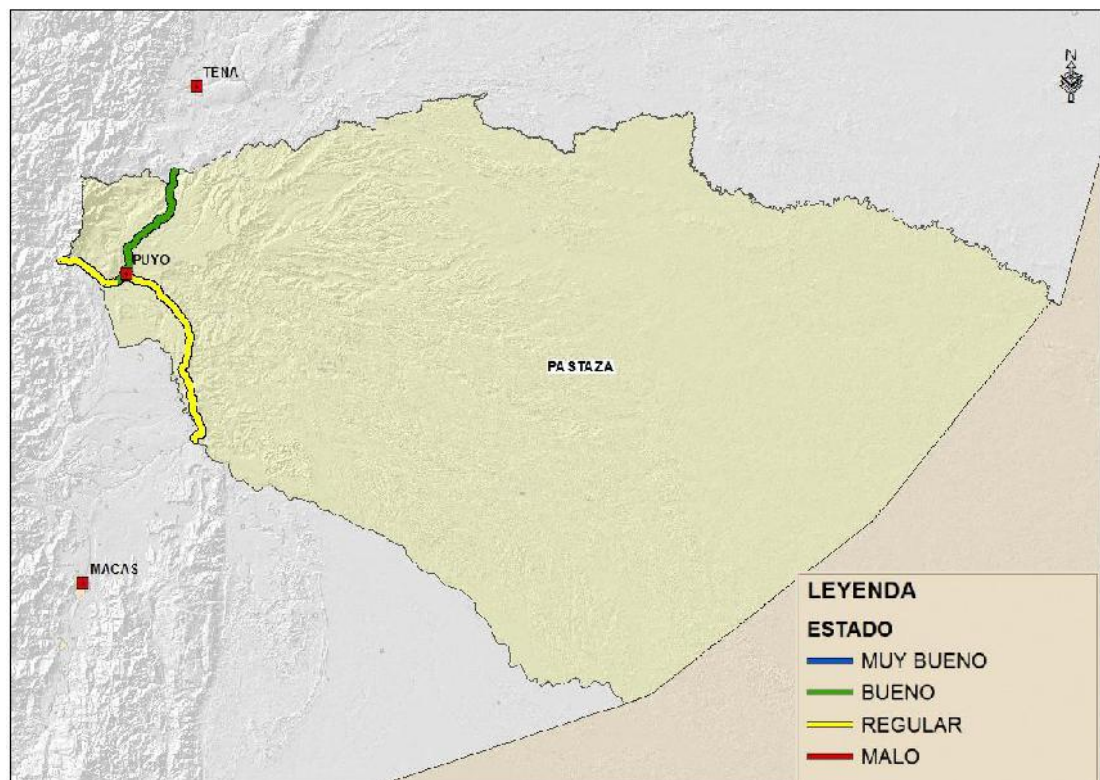 TENA
N
PUYO
PASTAZA
MACAS
LEYENDA
ESTADO
MUY BUENO
BUENO
REGULAR
MALO